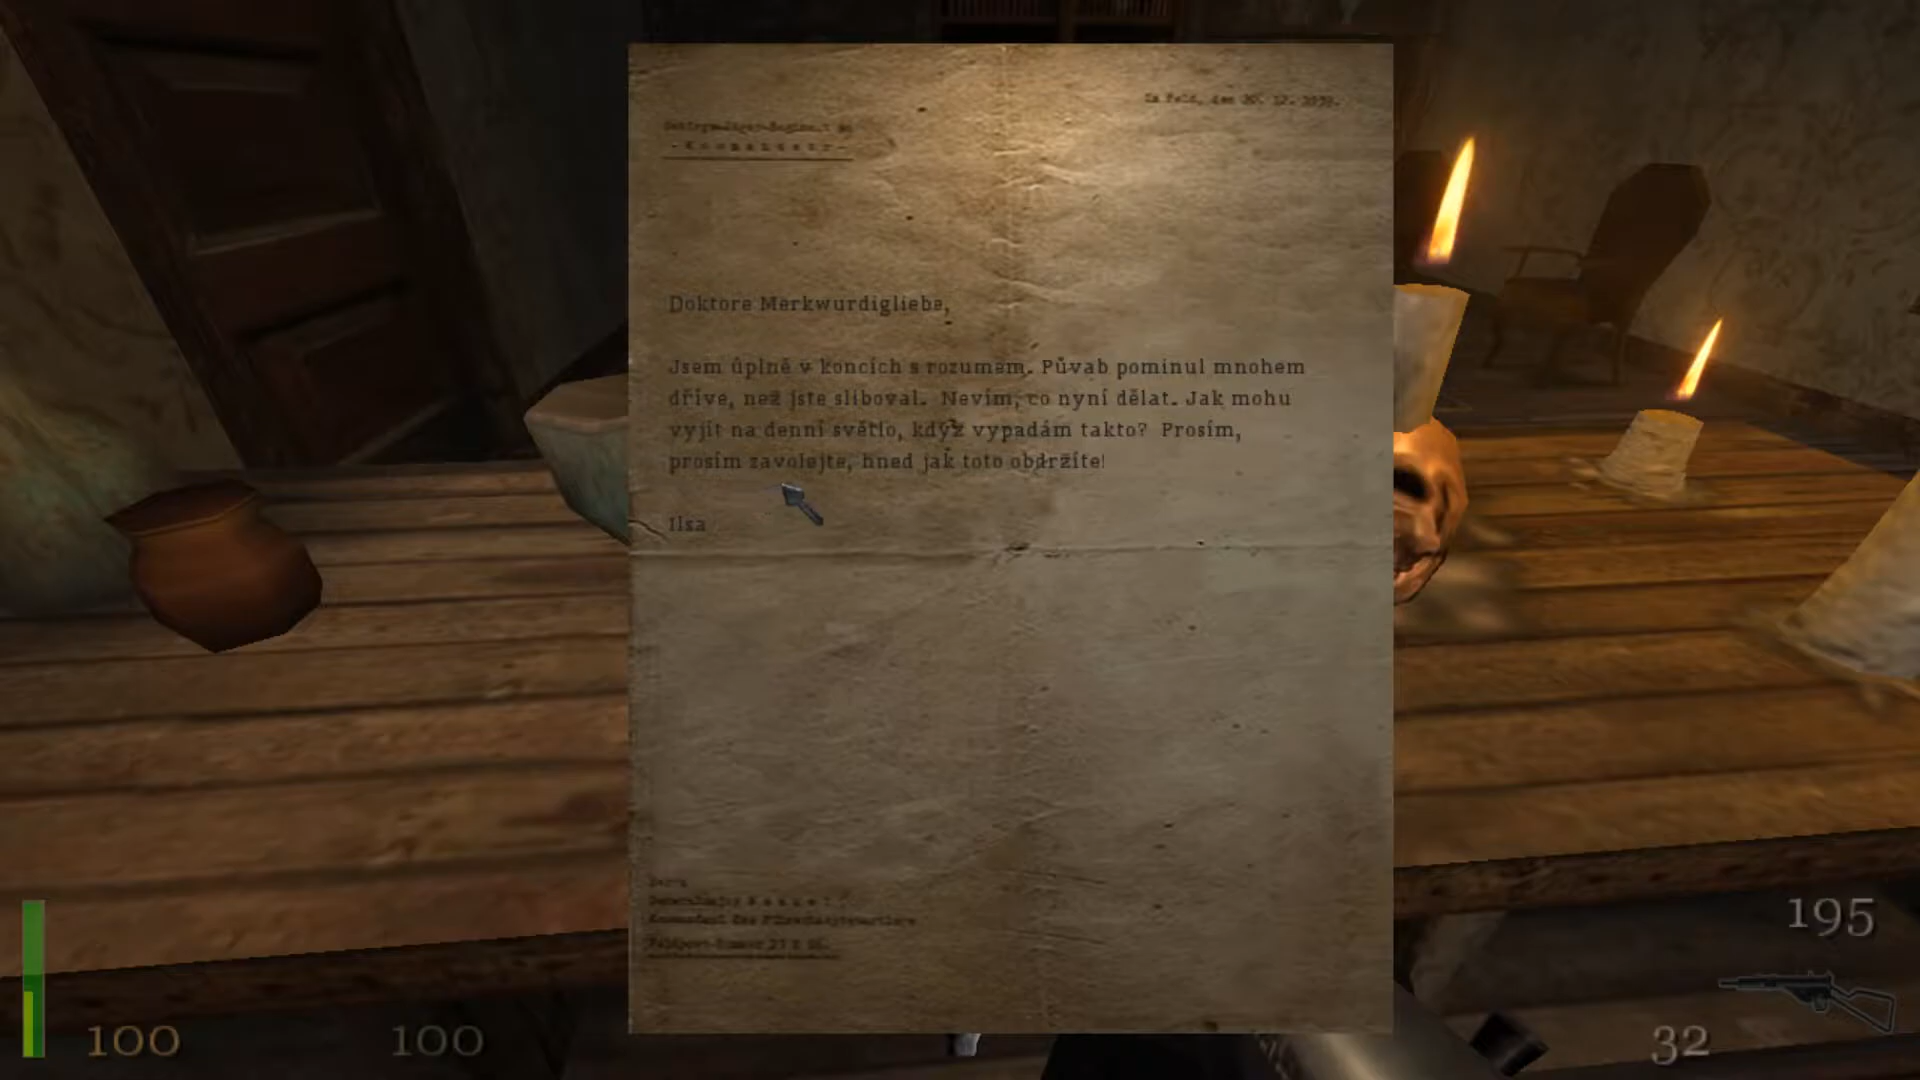 Doktore Merkwurdigliebe,
Jsem úplně v koncích s rozumem. Půvab pominul mnohem
dříve, než jste sliboval. Nevím, co nyní dělat. Jak mohu
vyjít na denní světlo, když vypadám takto? Prosím,
prosím zavolejte, hned jak toto obdržíte!
Ilsa
195
32
100
100